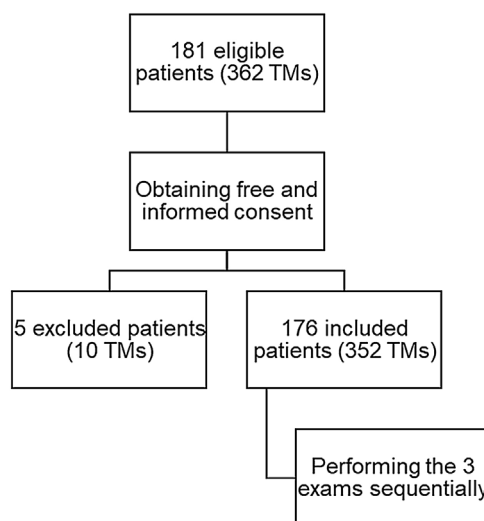 181 eligible
patients (362 TMs)
Obtaining free and
informed consent
5 excluded patients
(10 TMs)
176 included
patients (352 TMs)
Performing the 3
exams sequentially